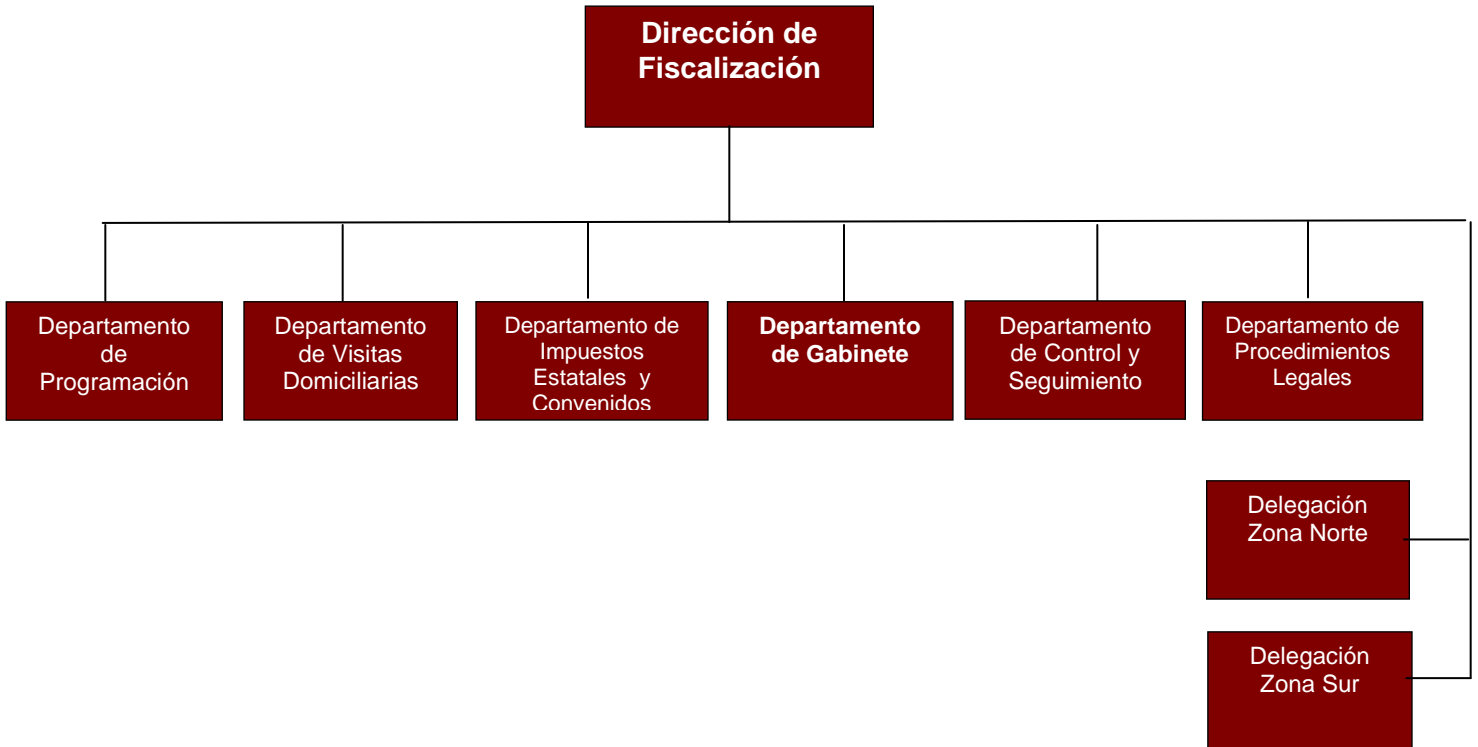 Dirección de
Fiscalización
Departamento
de
Programación
Departamento
de Visitas
Domiciliarias
Departamento de
Impuestos
Estatales y
Convenidos
Departamento
de Gabinete
Departamento
de Control y
Seguimiento
Departamento de
Procedimientos
Legales
Delegación
Zona Norte
Delegación
Zona Sur